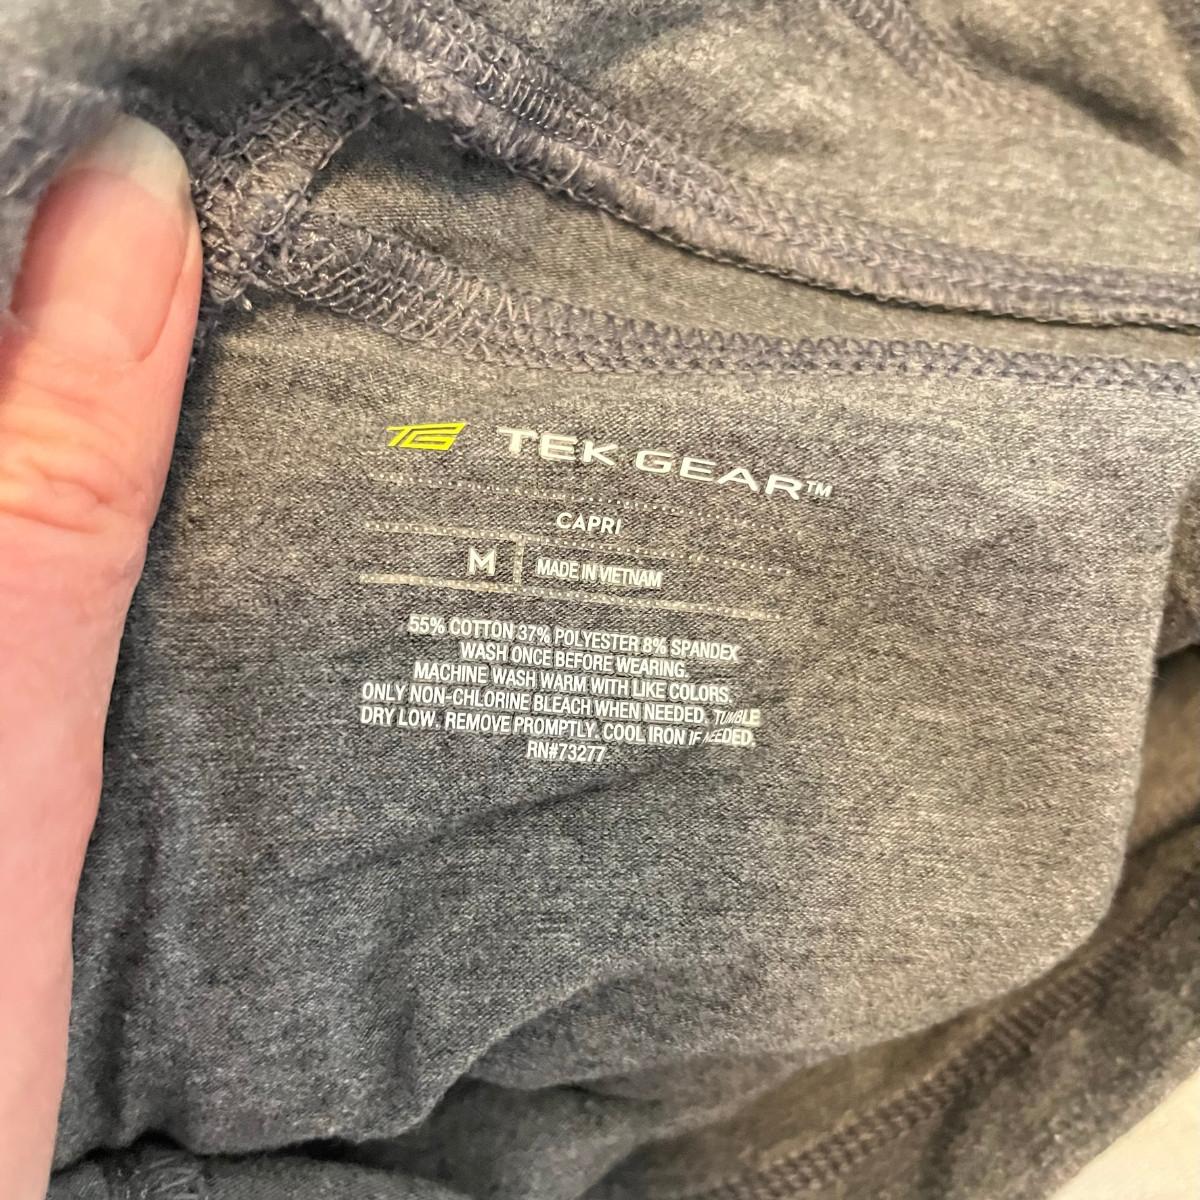 TG TEK GEAR™
CAPRI
M MADE IN VIETNAM
55% COTTON 37% POLYESTER 8% SPANDEX
WASH ONCE BEFORE WEARING.
MACHINE WASH WARM WITH LIKE COLORS.
ONLY NON-CHLORINE BLEACH WHEN NEEDED. TUMBLE
DRY LOW. REMOVE PROMPTLY. COOL IRON IF NEEDED.
RN#73277